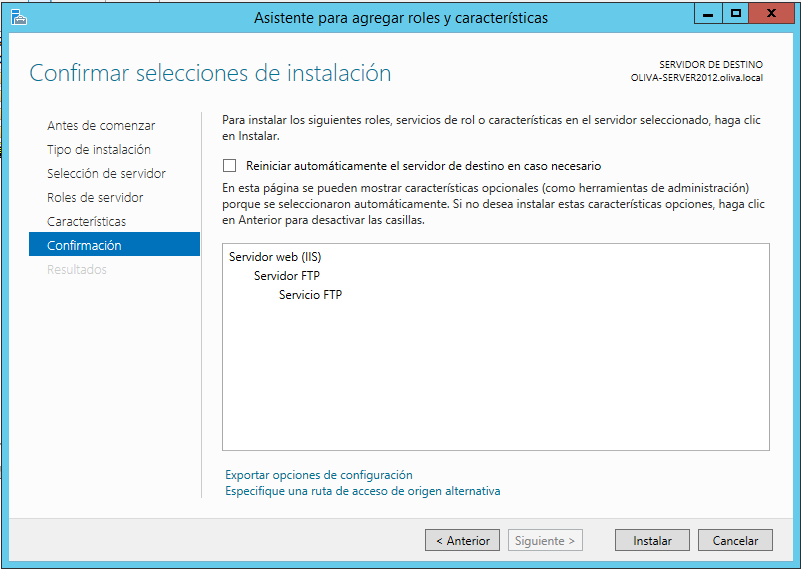 Asistente para agregar roles y características
Confirmar selecciones de instalación
SERVIDOR DE DESTINO
OLIVA-SERVER2012.oliva.local
Antes de comenzar
Tipo de instalación
Selección de servidor
Roles de servidor
Características
Confirmación
Resultados
Para instalar los siguientes roles, servicios de rol o características en el servidor seleccionado, haga clic
en Instalar.
Reiniciar automáticamente el servidor de destino en caso necesario
En esta página se pueden mostrar características opcionales (como herramientas de administración)
porque se seleccionaron automáticamente. Si no desea instalar estas características opciones, haga clic
en Anterior para desactivar las casillas.
Servidor web (IIS)
Servidor FTP
Servicio FTP
Exportar opciones de configuración
Especifique una ruta de acceso de origen alternativa
< Anterior
Siguiente >
Instalar
Cancelar